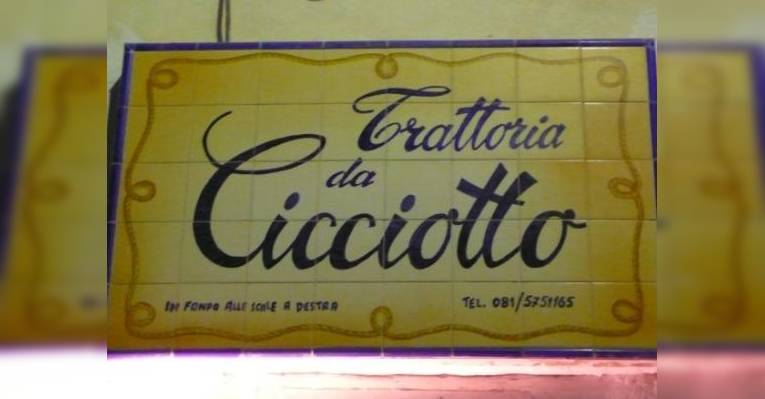 Trattoria
da
Cicciotto
IN FONDO ALLE SCALE A DESTRA
TEL. 081/5751165